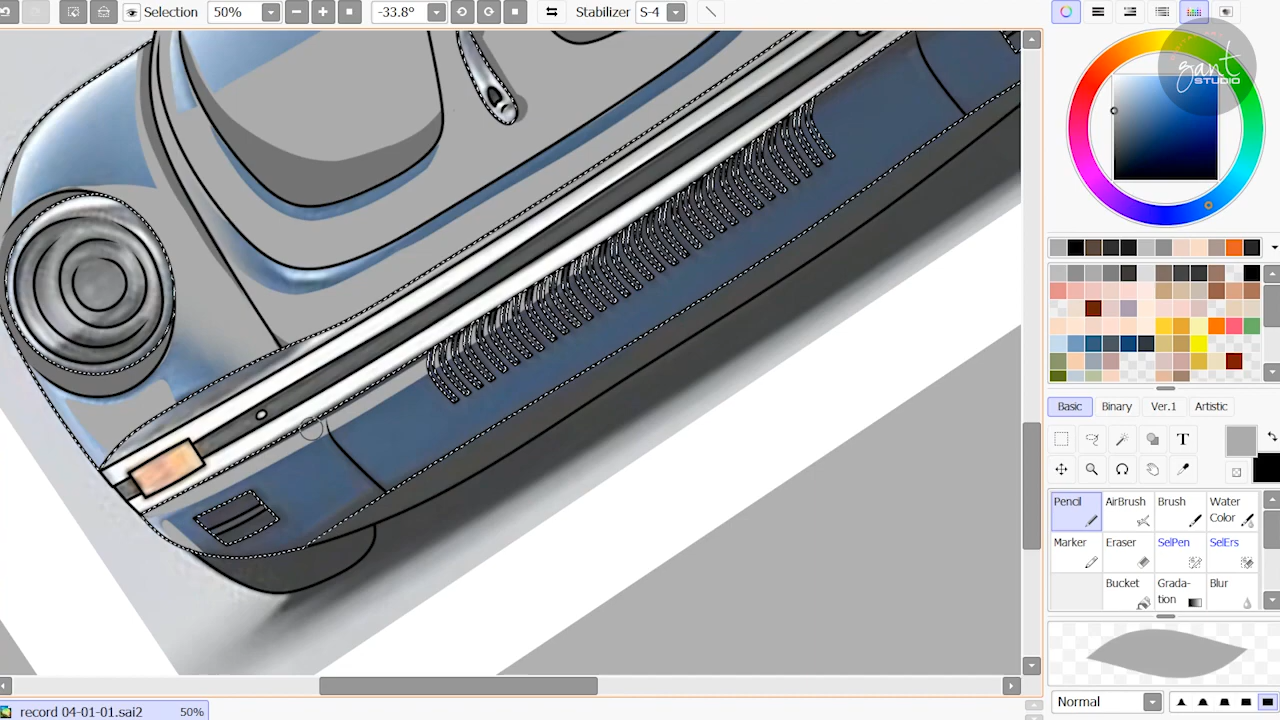 Selection 50% -33.8° Stabilizer S-4
gant
STUDIO
Basic Binary Ver.1 Artistic
T
Pencil AirBrush Brush Water
Color
Marker Eraser SelPen SelErs
Bucket Grada-
tion Blur
Normal
record 04-01-01.sai2 50%